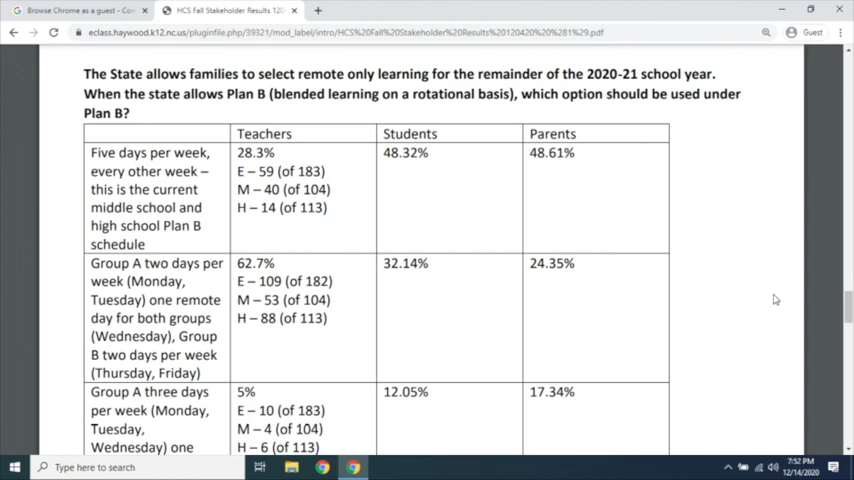 Browse Chrome as a guest - Con
HCS Fall Stakeholder Results 120
eclass.haywood.k12.nc.us/pluginfile.php/39321/mod_label/intro/HCS%20Fall%20Stakeholder%20Results%20120420%20%281%29.pdf
Guest
The State allows families to select remote only learning for the remainder of the 2020-21 school year.
When the state allows Plan B (blended learning on a rotational basis), which option should be used under
Plan B?
Teachers Students Parents
Five days per week, 28.3% 48.32% 48.61%
every other week – E – 59 (of 183)
this is the current M – 40 (of 104)
middle school and H – 14 (of 113)
high school Plan B
schedule
Group A two days per 62.7% 32.14% 24.35%
week (Monday, E – 109 (of 182)
Tuesday) one remote M – 53 (of 104)
day for both groups H – 88 (of 113)
(Wednesday), Group
B two days per week
(Thursday, Friday)
Group A three days 5% 12.05% 17.34%
per week (Monday, E – 10 (of 183)
Tuesday, M – 4 (of 104)
Wednesday) one H – 6 (of 113)
Type here to search
7:52 PM
12/14/2020